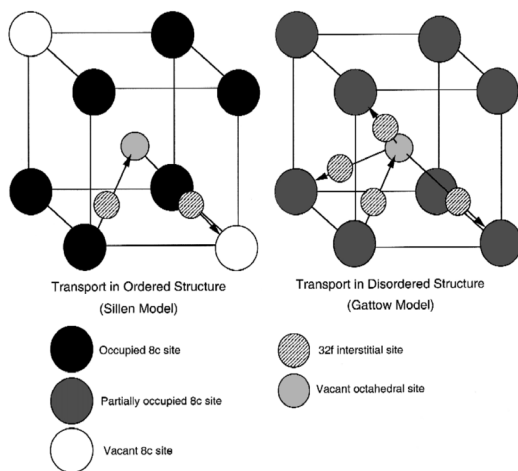 Transport in Ordered Structure
(Sillen Model)
Transport in Disordered Structure
(Gattow Model)
Occupied 8c site
Partially occupied 8c site
Vacant 8c site
32f interstitial site
Vacant octahedral site